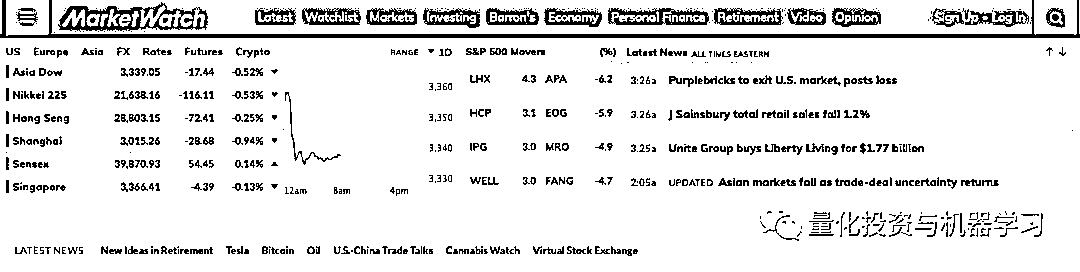 MarketWatch Latest Watchlist Markets Investing Barron's Economy Personal Finance Retirement Video Opinion Sign Up • Log In
US Europe Asia FX Rates Futures Crypto
RANGE ▼ 1D
Asia Dow 3,339.05 -17.44 -0.52% ▼
Nikkei 225 21,638.16 -116.11 -0.53% ▼
Hang Seng 28,803.15 -72.41 -0.25% ▼
Shanghai 3,015.26 -28.68 -0.94% ▼
Sensex 39,870.93 54.45 0.14% ▲
Singapore 3,366.41 -4.39 -0.13% ▼
3,360
3,350
3,340
3,330
12am 8am 4pm
S&P 500 Movers (%)
LHX 4.3 APA -6.2
HCP 3.1 EOG -5.9
IPG 3.0 MRO -4.9
WELL 3.0 FANG -4.7
Latest News ALL TIMES EASTERN ↑ ↓
3:26a Purplebricks to exit U.S. market, posts loss
3:26a J Sainsbury total retail sales fall 1.2%
3:25a Unite Group buys Liberty Living for $1.77 billion
2:05a UPDATED Asian markets fall as trade-deal uncertainty returns
量化投资与机器学习
LATEST NEWS New Ideas in Retirement Tesla Bitcoin Oil U.S.-China Trade Talks Cannabis Watch Virtual Stock Exchange